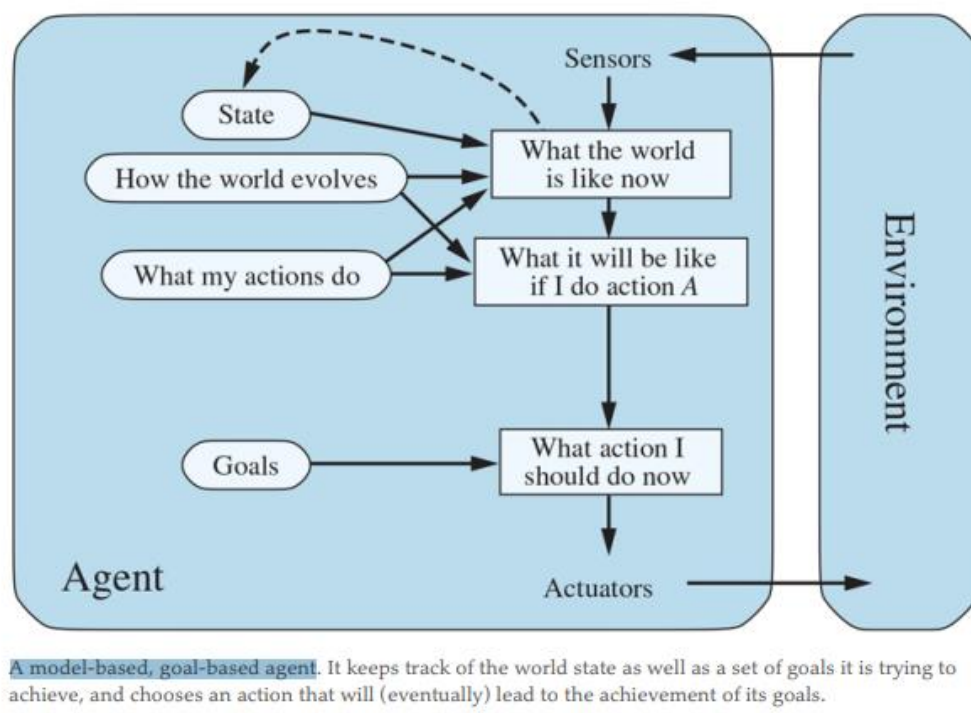 Sensors
State
What the world
is like now
How the world evolves
What it will be like
if I do action A
What my actions do
Environment
What action I
should do now
Goals
Agent
Actuators
A model-based, goal-based agent. It keeps track of the world state as well as a set of goals it is trying to
achieve, and chooses an action that will (eventually) lead to the achievement of its goals.